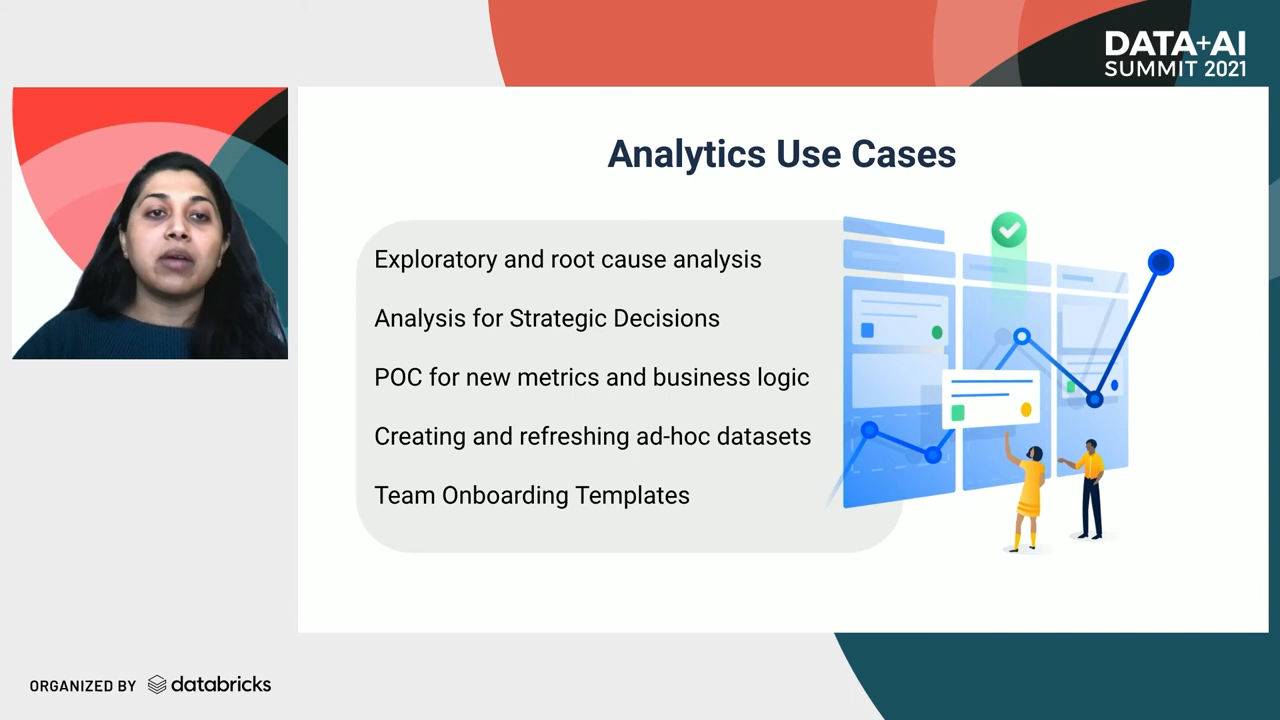 DATA+AI
SUMMIT 2021
Analytics Use Cases
Exploratory and root cause analysis
Analysis for Strategic Decisions
POC for new metrics and business logic
Creating and refreshing ad-hoc datasets
Team Onboarding Templates
ORGANIZED BY databricks